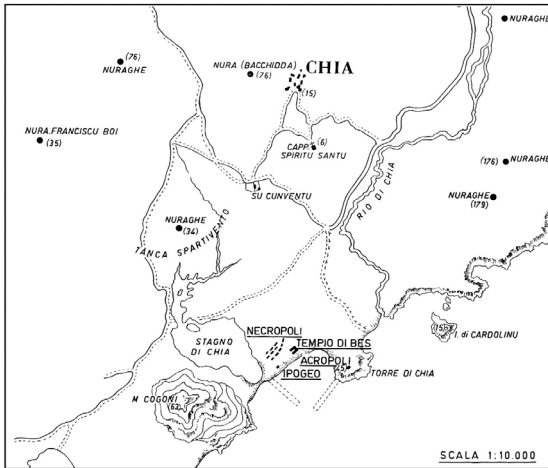 NURAGHE
(76)
NURAGHE
NURA. (BACCHIDDA)
(76)
CHIA
(15)
NURA. FRANCISCU BOI
(35)
(6)
CAPP.
SPIRITU SANTU
(176)
NURAGHE
SU CUNVENTU
RIO DI CHIA
NURAGHE
(179)
NURAGHE
(34)
TANCA SPARTIVENTO
NECROPOLI
TEMPIO DI BES
ACROPOLI
IPOGEO
STAGNO
DI CHIA
I. di CARDOLINU
TORRE DI CHIA
M. COGONI
(63)
SCALA 1:10.000